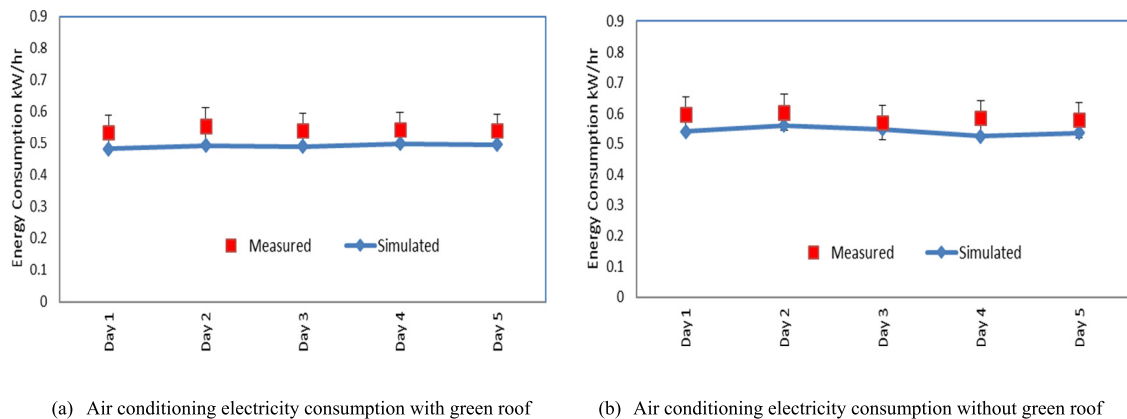 0.9
0.8
0.7
0.6
0.5
0.4
0.3
0.2
0.1
0
Energy Consumption kW/hr
Measured
Simulated
Day 1
Day 2
Day 3
Day 4
Day 5
(a) Air conditioning electricity consumption with green roof
0.9
0.8
0.7
0.6
0.5
0.4
0.3
0.2
0.1
0
Energy Consumption kW/hr
Measured
Simulated
Day 1
Day 2
Day 3
Day 4
Day 5
(b) Air conditioning electricity consumption without green roof